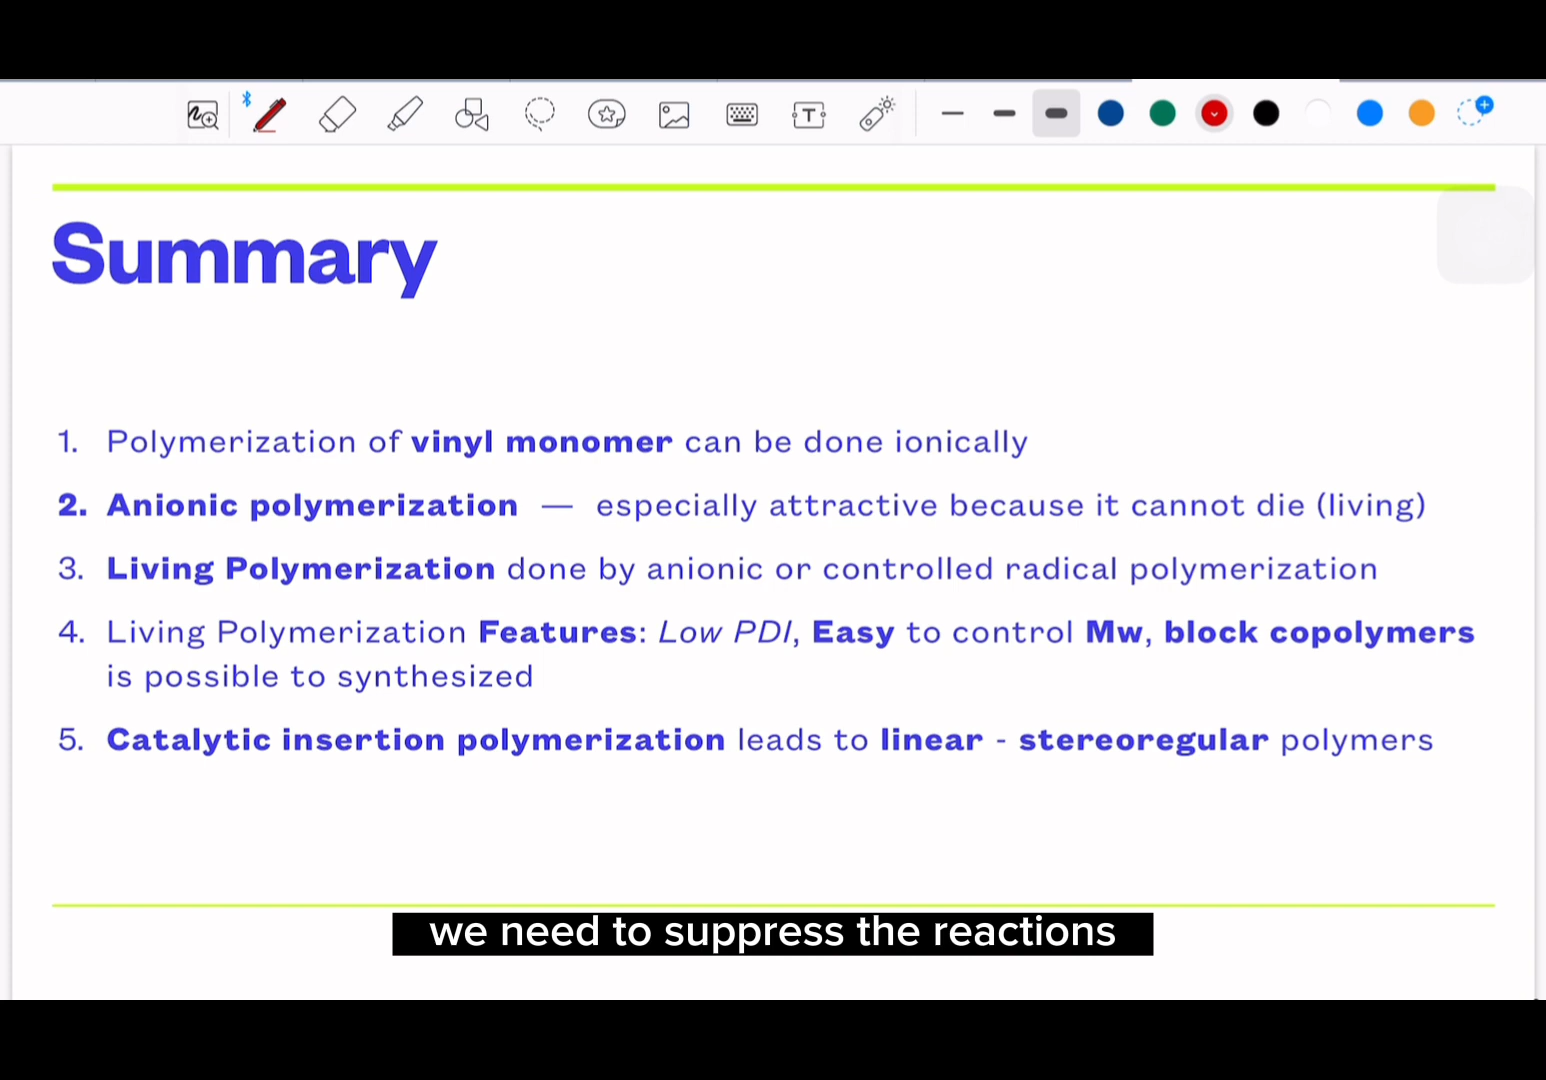 Summary
1. Polymerization of vinyl monomer can be done ionically
2. Anionic polymerization — especially attractive because it cannot die (living)
3. Living Polymerization done by anionic or controlled radical polymerization
4. Living Polymerization Features: Low PDI, Easy to control Mw, block copolymers
is possible to synthesized
5. Catalytic insertion polymerization leads to linear - stereoregular polymers
we need to suppress the reactions